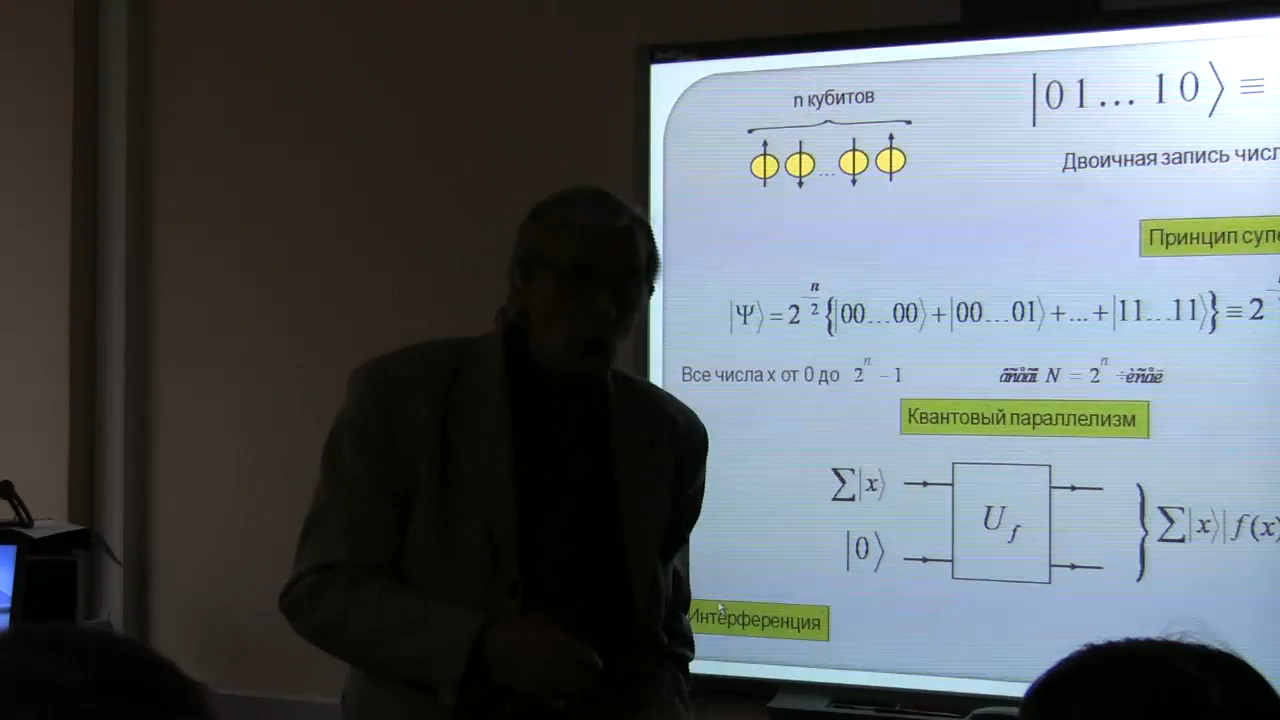 n кубитов
|01...10⟩ ≡
Двоичная запись числ
Принцип супе
|Ψ⟩ = 2^{-n/2}{|00...00⟩+|00...01⟩+...+|11...11⟩} ≡ 2
Все числа x от 0 до 2^n − 1
N = 2^n
Квантовый параллелизм
∑|x⟩
U_f
|0⟩
∑|x⟩|f(x)
Интерференция